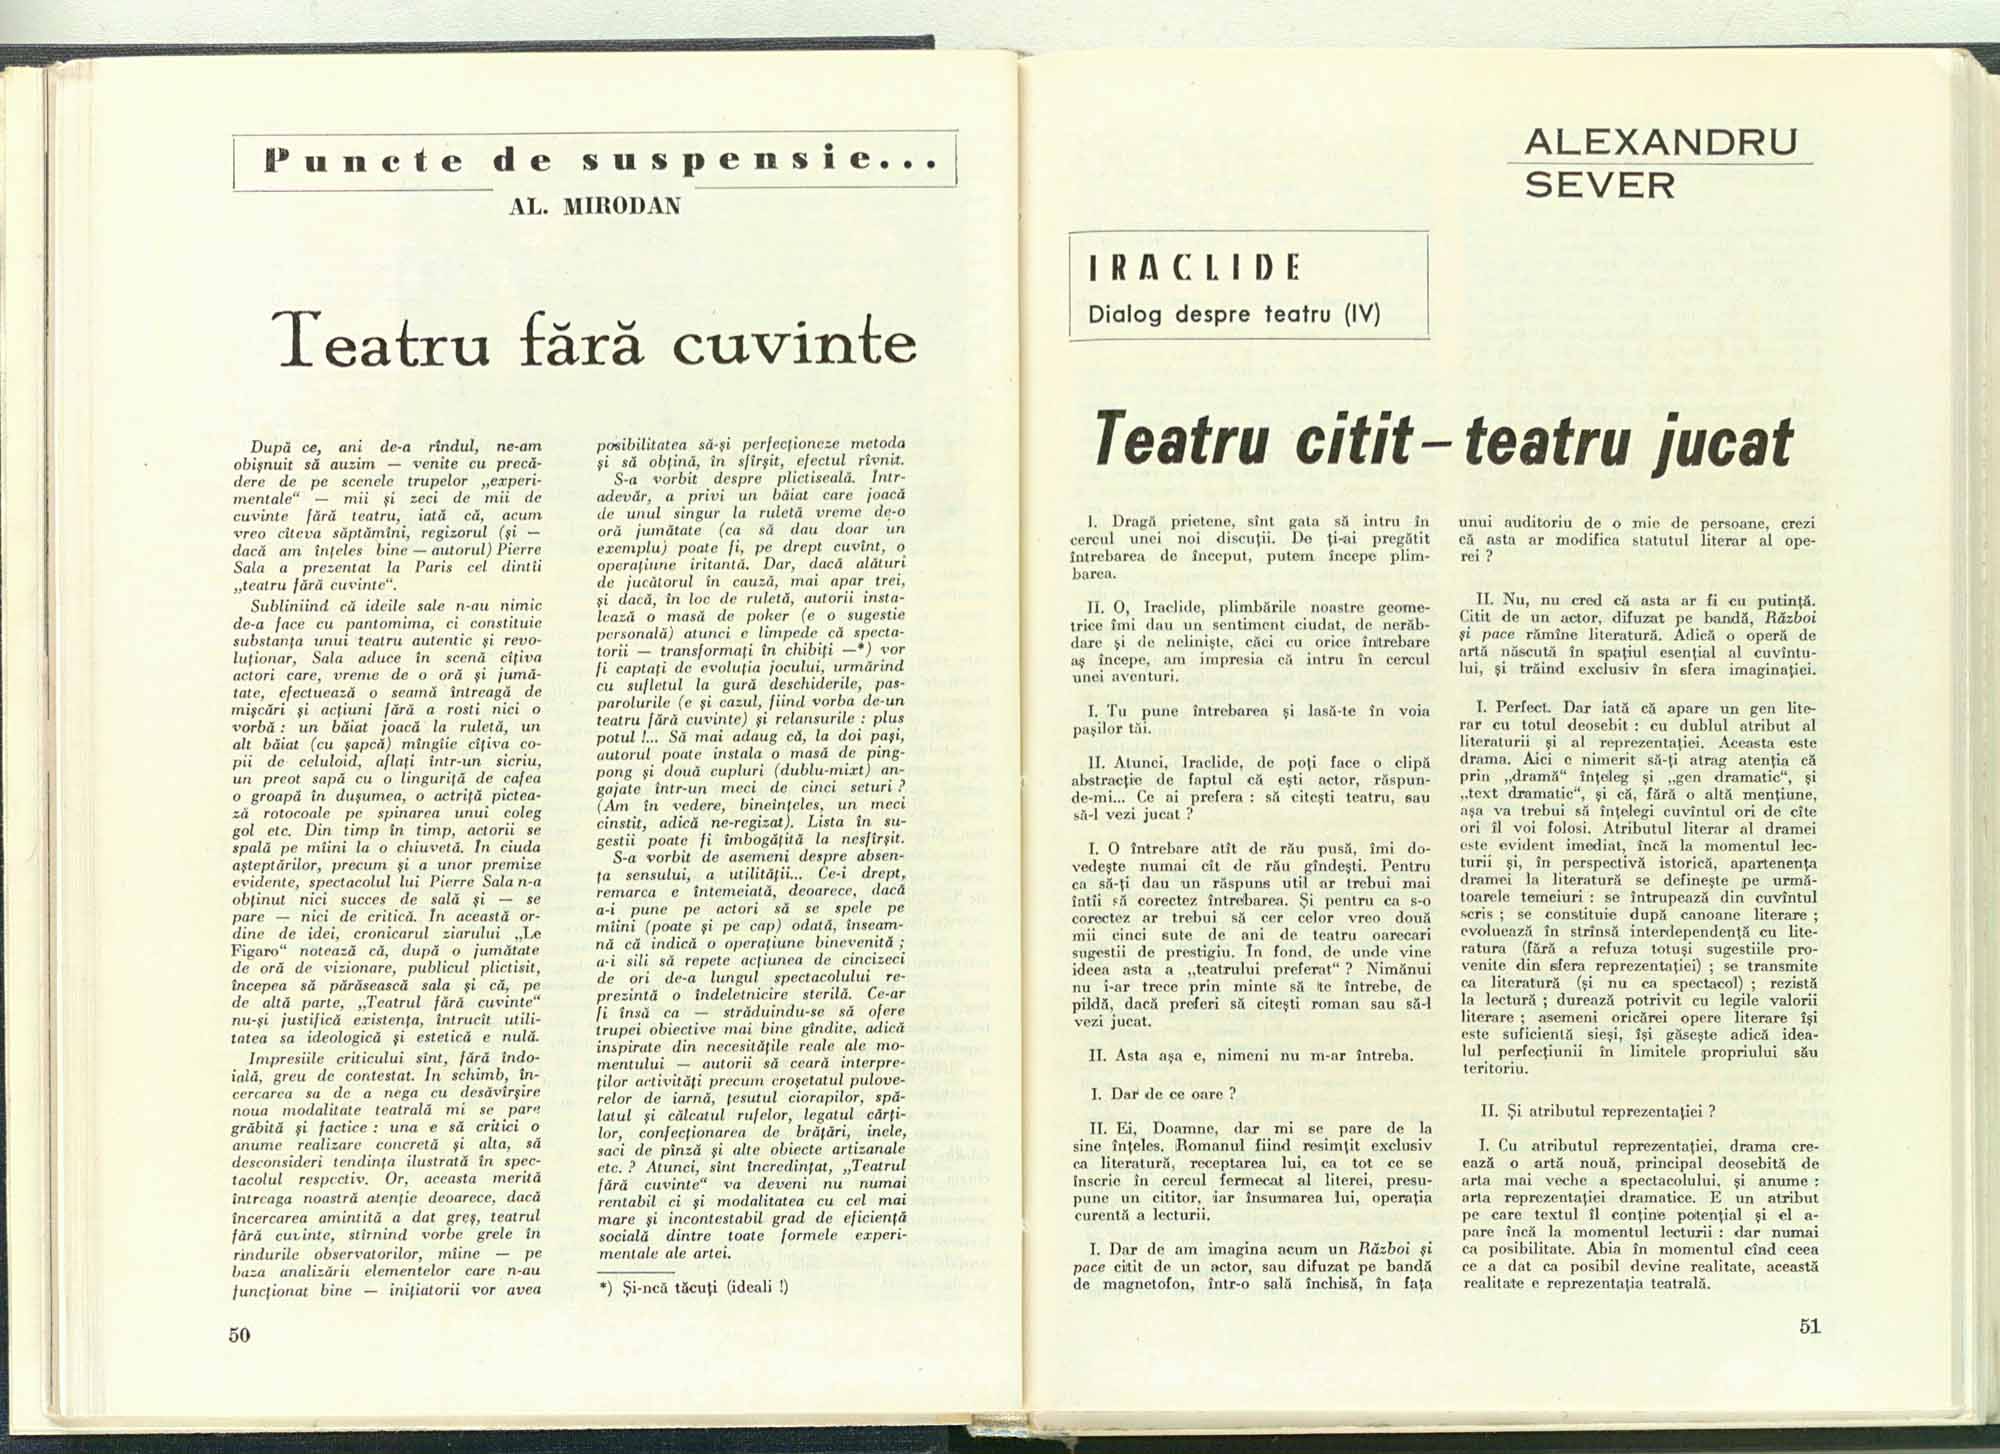 Puncte de suspensie...
AL. MIRODAN
Teatru fără cuvinte
După ce, ani de-a rîndul, ne-am
obişnuit să auzim — venite cu precă-
dere de pe scenele trupelor „experi-
mentale“ — mii şi zeci de mii de
cuvinte fără teatru, iată că, acum
vreo cîteva săptămîni, regizorul (şi —
dacă am înţeles bine — autorul) Pierre
Sala a prezentat la Paris cel dintîi
„teatru fără cuvinte“.
Subliniind că ideile sale n-au nimic
de-a face cu pantomima, ci constituie
substanţa unui teatru autentic şi revo-
luţionar, Sala aduce în scenă cîţiva
actori care, vreme de o oră şi jumă-
tate, efectuează o seamă întreagă de
mişcări şi acţiuni fără a rosti nici o
vorbă : un băiat joacă la ruletă, un
alt băiat (cu şapcă) mîngîie cîţiva co-
pii de celuloid, aflaţi într-un sicriu,
un preot sapă cu o linguriţă de cafea
o groapă în duşumea, o actriţă pictea-
ză rotocoale pe spinarea unui coleg
gol etc. Din timp în timp, actorii se
spală pe mîini la o chiuvetă. In ciuda
aşteptărilor, precum şi a unor premize
evidente, spectacolul lui Pierre Sala n-a
obţinut nici succes de sală şi — se
pare — nici de critică. In această or-
dine de idei, cronicarul ziarului „Le
Figaro“ notează că, după o jumătate
de oră de vizionare, publicul plictisit,
începea să părăsească sala şi că, pe
de altă parte, „Teatrul fără cuvinte“
nu-şi justifică existenţa, întrucît utili-
tatea sa ideologică şi estetică e nulă.
Impresiile criticului sînt, fără îndo-
ială, greu de contestat. In schimb, în-
cercarea sa de a nega cu desăvîrşire
noua modalitate teatrală mi se pare
grăbită şi factice : una e să critici o
anume realizare concretă şi alta, să
desconsideri tendinţa ilustrată în spec-
tacolul respectiv. Or, aceasta merită
întreaga noastră atenţie deoarece, dacă
încercarea amintită a dat greş, teatrul
fără cuvinte, stîrnind vorbe grele în
rîndurile observatorilor, mîine — pe
baza analizării elementelor care n-au
funcţionat bine — iniţiatorii vor avea
posibilitatea să-şi perfecţioneze metoda
şi să obţină, în sfîrşit, efectul rîvnit.
S-a vorbit despre plictiseală. Intr-
adevăr, a privi un băiat care joacă
de unul singur la ruletă vreme de-o
oră jumătate (ca să dau doar un
exemplu) poate fi, pe drept cuvînt, o
operaţiune iritantă. Dar, dacă alături
de jucătorul în cauză, mai apar trei,
şi dacă, în loc de ruletă, autorii insta-
lează o masă de poker (e o sugestie
personală) atunci e limpede că specta-
torii — transformaţi în chibiţi —*) vor
fi captaţi de evoluţia jocului, urmărind
cu sufletul la gură deschiderile, pas-
parolurile (e şi cazul, fiind vorba de-un
teatru fără cuvinte) şi relansurile : plus
potul !... Să mai adaug că, la doi paşi,
autorul poate instala o masă de ping-
pong şi două cupluri (dublu-mixt) an-
gajate într-un meci de cinci seturi ?
(Am în vedere, bineînţeles, un meci
cinstit, adică ne-regizat). Lista în su-
gestii poate fi îmbogăţită la nesfîrşit.
S-a vorbit de asemeni despre absen-
ţa sensului, a utilităţii... Ce-i drept,
remarca e întemeiată, deoarece, dacă
a-i pune pe actori să se spele pe
mîini (poate şi pe cap) odată, înseam-
nă că indică o operaţiune binevenită ;
a-i sili să repete acţiunea de cincizeci
de ori de-a lungul spectacolului re-
prezintă o îndeletnicire sterilă. Ce-ar
fi însă ca — străduindu-se să ofere
trupei obiective mai bine gîndite, adică
inspirate din necesităţile reale ale mo-
mentului — autorii să ceară interpre-
ţilor activităţi precum croşetatul pulove-
relor de iarnă, ţesutul ciorapilor, spă-
latul şi călcatul rufelor, legatul cărţi-
lor, confecţionarea de brăţări, inele,
saci de pînză şi alte obiecte artizanale
etc. ? Atunci, sînt încredinţat, „Teatrul
fără cuvinte“ va deveni nu numai
rentabil ci şi modalitatea cu cel mai
mare şi incontestabil grad de eficienţă
socială dintre toate formele experi-
mentale ale artei.
*) Şi-ncă tăcuţi (ideali !)
50
ALEXANDRU
SEVER
IRACLIDE
Dialog despre teatru (IV)
Teatru citit – teatru jucat
I. Dragă prietene, sînt gata să intru în
cercul unei noi discuţii. De ţi-ai pregătit
întrebarea de început, putem începe plim-
barea.
II. O, Iraclide, plimbările noastre geome-
trice îmi dau un sentiment ciudat, de nerăb-
dare şi de nelinişte, căci cu orice întrebare
aş începe, am impresia că intru în cercul
unei aventuri.
I. Tu pune întrebarea şi lasă-te în voia
paşilor tăi.
II. Atunci, Iraclide, de poţi face o clipă
abstracţie de faptul că eşti actor, răspun-
de-mi... Ce ai prefera : să citeşti teatru, sau
să-l vezi jucat ?
I. O întrebare atît de rău pusă, îmi do-
vedeşte numai cît de rău gîndeşti. Pentru
ca să-ţi dau un răspuns util ar trebui mai
întîi să corectez întrebarea. Şi pentru ca s-o
corectez ar trebui să cer celor vreo două
mii cinci sute de ani de teatru oarecari
sugestii de prestigiu. In fond, de unde vine
ideea asta a „teatrului preferat“ ? Nimănui
nu i-ar trece prin minte să te întrebe, de
pildă, dacă preferi să citeşti roman sau să-l
vezi jucat.
II. Asta aşa e, nimeni nu m-ar întreba.
I. Dar de ce oare ?
II. Ei, Doamne, dar mi se pare de la
sine înţeles. Romanul fiind resimţit exclusiv
ca literatură, receptarea lui, ca tot ce se
înscrie în cercul fermecat al literei, presu-
pune un cititor, iar însumarea lui, operaţia
curentă a lecturii.
I. Dar de am imagina acum un Război şi
pace citit de un actor, sau difuzat pe bandă
de magnetofon, într-o sală închisă, în faţa
unui auditoriu de o mie de persoane, crezi
că asta ar modifica statutul literar al ope-
rei ?
II. Nu, nu cred că asta ar fi cu putinţă.
Citit de un actor, difuzat pe bandă, Război
şi pace rămîne literatură. Adică o operă de
artă născută în spaţiul esenţial al cuvîntu-
lui, şi trăind exclusiv în sfera imaginaţiei.
I. Perfect. Dar iată că apare un gen lite-
rar cu totul deosebit : cu dublul atribut al
literaturii şi al reprezentaţiei. Aceasta este
drama. Aici e nimerit să-ţi atrag atenţia că
prin „dramă“ înţeleg şi „gen dramatic“, şi
„text dramatic“, şi că, fără o altă menţiune,
aşa va trebui să înţelegi cuvîntul ori de cîte
ori îl voi folosi. Atributul literar al dramei
este evident imediat, încă la momentul lec-
turii şi, în perspectivă istorică, apartenenţa
dramei la literatură se defineşte pe urmă-
toarele temeiuri : se întrupează din cuvîntul
scris ; se constituie după canoane literare ;
evoluează în strînsă interdependenţă cu lite-
ratura (fără a refuza totuşi sugestiile pro-
venite din sfera reprezentaţiei) ; se transmite
ca literatură (şi nu ca spectacol) ; rezistă
la lectură ; durează potrivit cu legile valorii
literare ; asemeni oricărei opere literare îşi
este suficientă sieşi, îşi găseşte adică idea-
lul perfecţiunii în limitele propriului său
teritoriu.
II. Şi atributul reprezentaţiei ?
I. Cu atributul reprezentaţiei, drama cre-
ează o artă nouă, principal deosebită de
arta mai veche a spectacolului, şi anume :
arta reprezentaţiei dramatice. E un atribut
pe care textul îl conţine potenţial şi el a-
pare încă la momentul lecturii : dar numai
ca posibilitate. Abia în momentul cînd ceea
ce a dat ca posibil devine realitate, această
realitate e reprezentaţia teatrală.
51